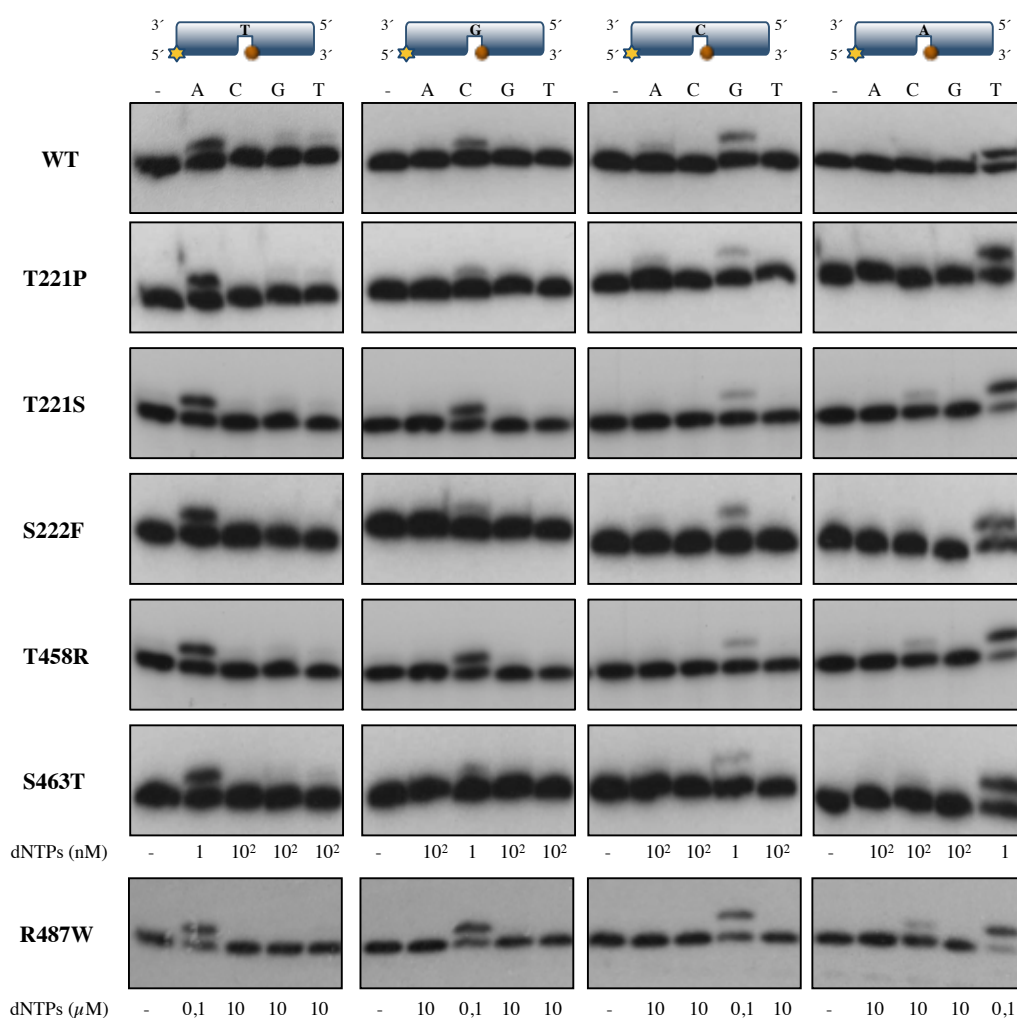 3´ T 5´ 3´ G 5´ 3´ C 5´ 3´ A 5´
5´ 3´ 5´ 3´ 5´ 3´ 5´ 3´
- A C G T - A C G T - A C G T - A C G T
WT
T221P
T221S
S222F
T458R
S463T
dNTPs (nM) - 1 10² 10² 10² - 10² 1 10² 10² - 10² 10² 1 10² - 10² 10² 10² 1
R487W
dNTPs (µM) - 0,1 10 10 10 - 10 0,1 10 10 - 10 10 0,1 10 - 10 10 10 0,1